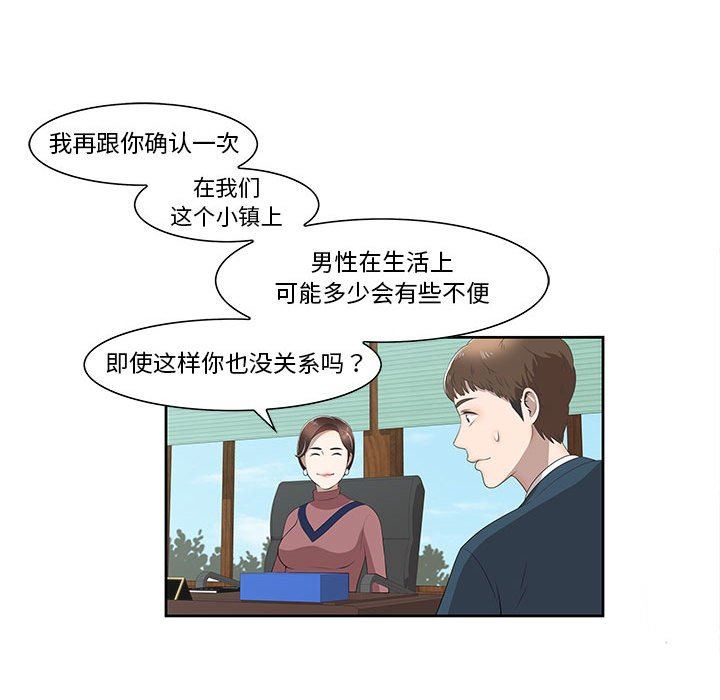 我再跟你确认一次
在我们
这个小镇上
男性在生活上
可能多少会有些不便
即使这样你也没关系吗？